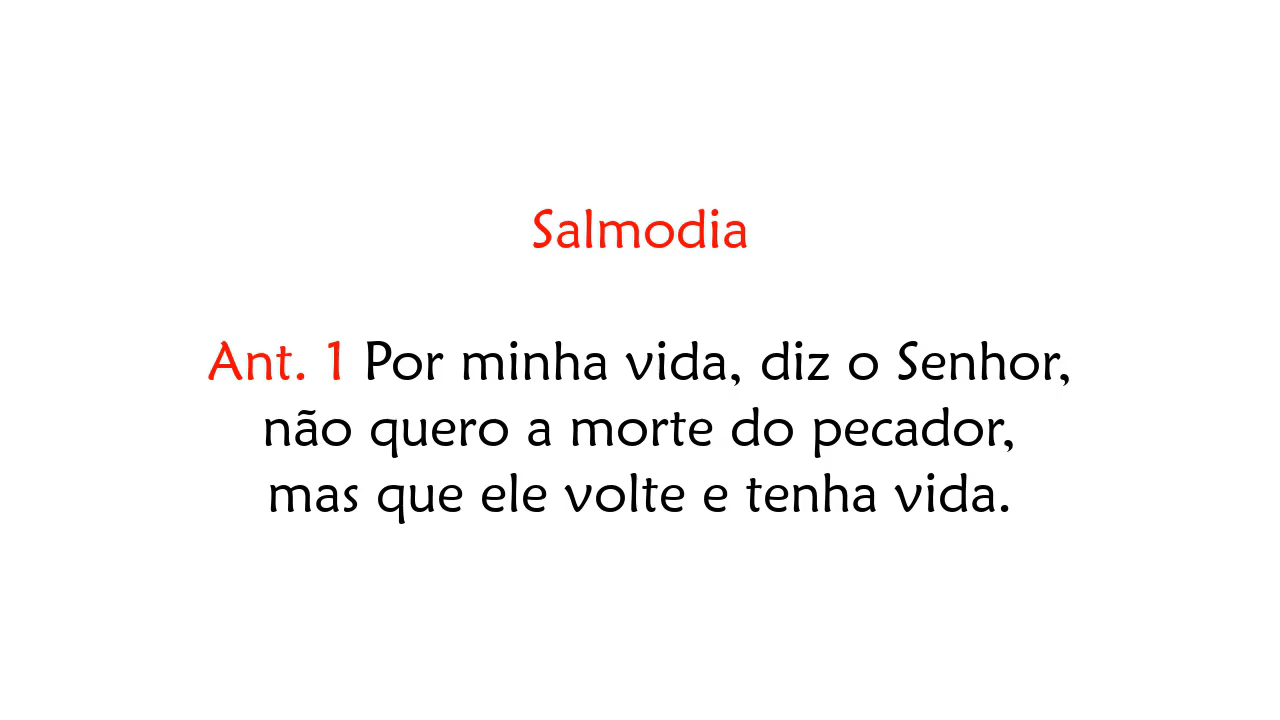 Salmodia
Ant. 1 Por minha vida, diz o Senhor,
não quero a morte do pecador,
mas que ele volte e tenha vida.